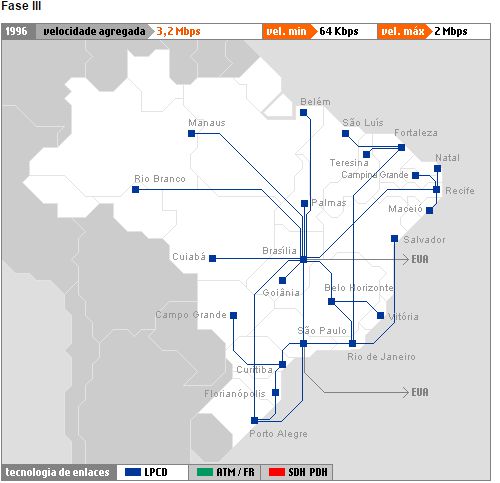 Fase III
1996 velocidade agregada 3,2 Mbps vel. min 64 Kbps vel. máx 2 Mbps
Belém
Manaus
São Luís
Fortaleza
Teresina
Natal
Campina Grande
Rio Branco
Recife
Palmas
Maceió
Salvador
Brasília
Cuiabá
EUA
Goiânia
Belo Horizonte
Campo Grande
Vitória
São Paulo
Rio de Janeiro
Curitiba
Florianópolis
EUA
Porto Alegre
tecnologia de enlaces LPCD ATM / FR SDH PDH